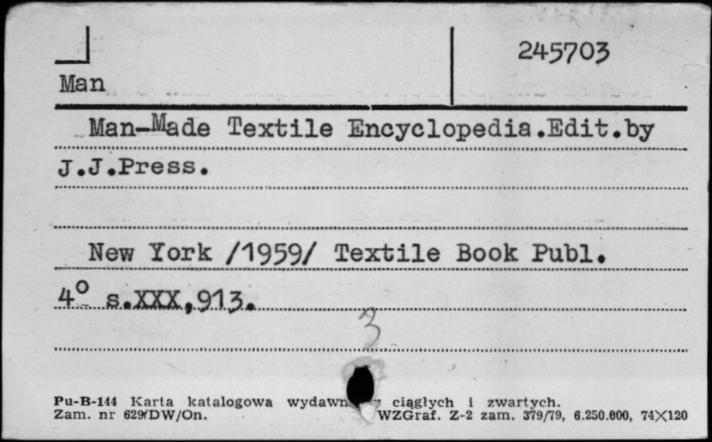 245703
Man
Man-Made Textile Encyclopedia.Edit.by
J.J.Press.
New York /1959/ Textile Book Publ.
4° s.XXX,913.
3
Pu-B-144 Karta katalogowa ciągłych i zwartych.
Zam. nr 629/DW/On. WZGraf. Z-2 zam. 379/79, 6.250.000, 74X120